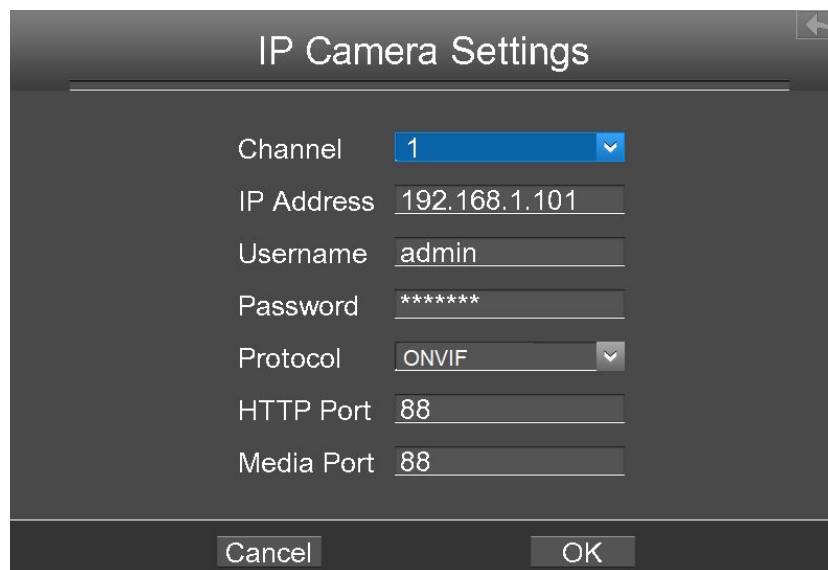 IP Camera Settings
Channel 1
IP Address 192.168.1.101
Username admin
Password *******
Protocol ONVIF
HTTP Port 88
Media Port 88
Cancel OK